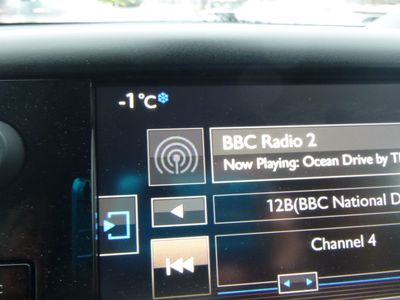 -1°C
BBC Radio 2
Now Playing: Ocean Drive by
12B(BBC National
Channel 4